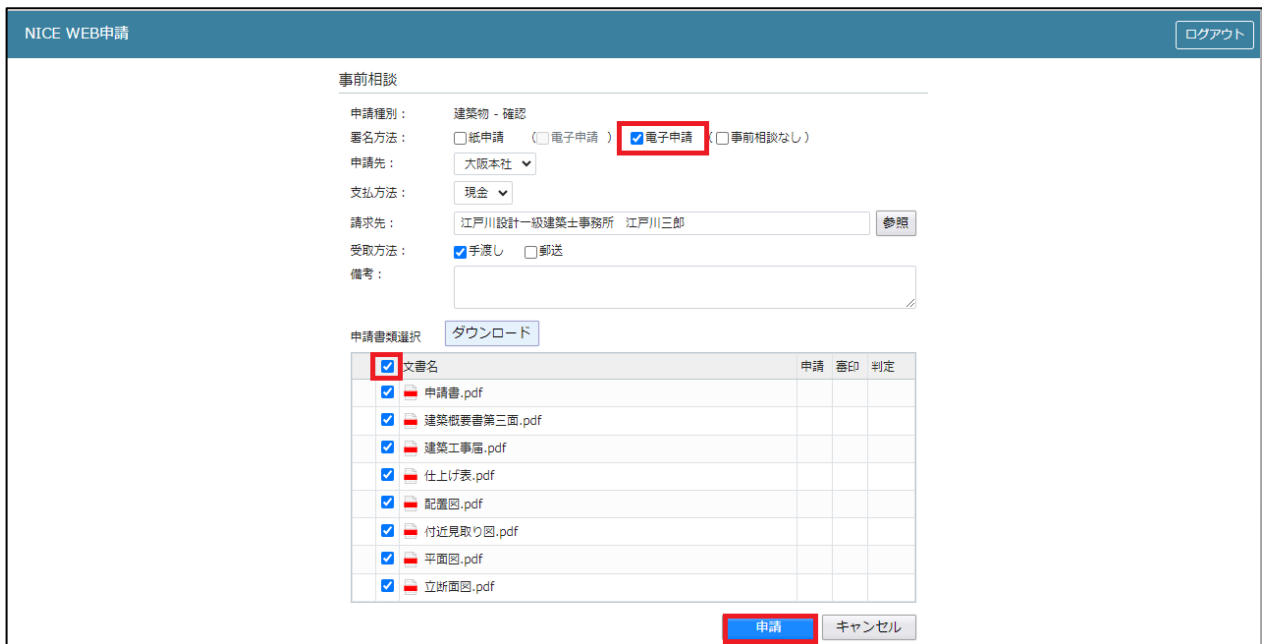 NICE WEB申請 ログアウト
事前相談
申請種別： 建築物 - 確認
署名方法： 紙申請 （ 電子申請 ） 電子申請 （ 事前相談なし ）
申請先： 大阪本社
支払方法： 現金
請求先： 江戸川設計一級建築士事務所 江戸川三郎 参照
受取方法： 手渡し 郵送
備考：
申請書類選択 ダウンロード
文書名 申請 審印 判定
申請書.pdf
建築概要書第三面.pdf
建築工事届.pdf
仕上げ表.pdf
配置図.pdf
付近見取り図.pdf
平面図.pdf
立断面図.pdf
申請 キャンセル